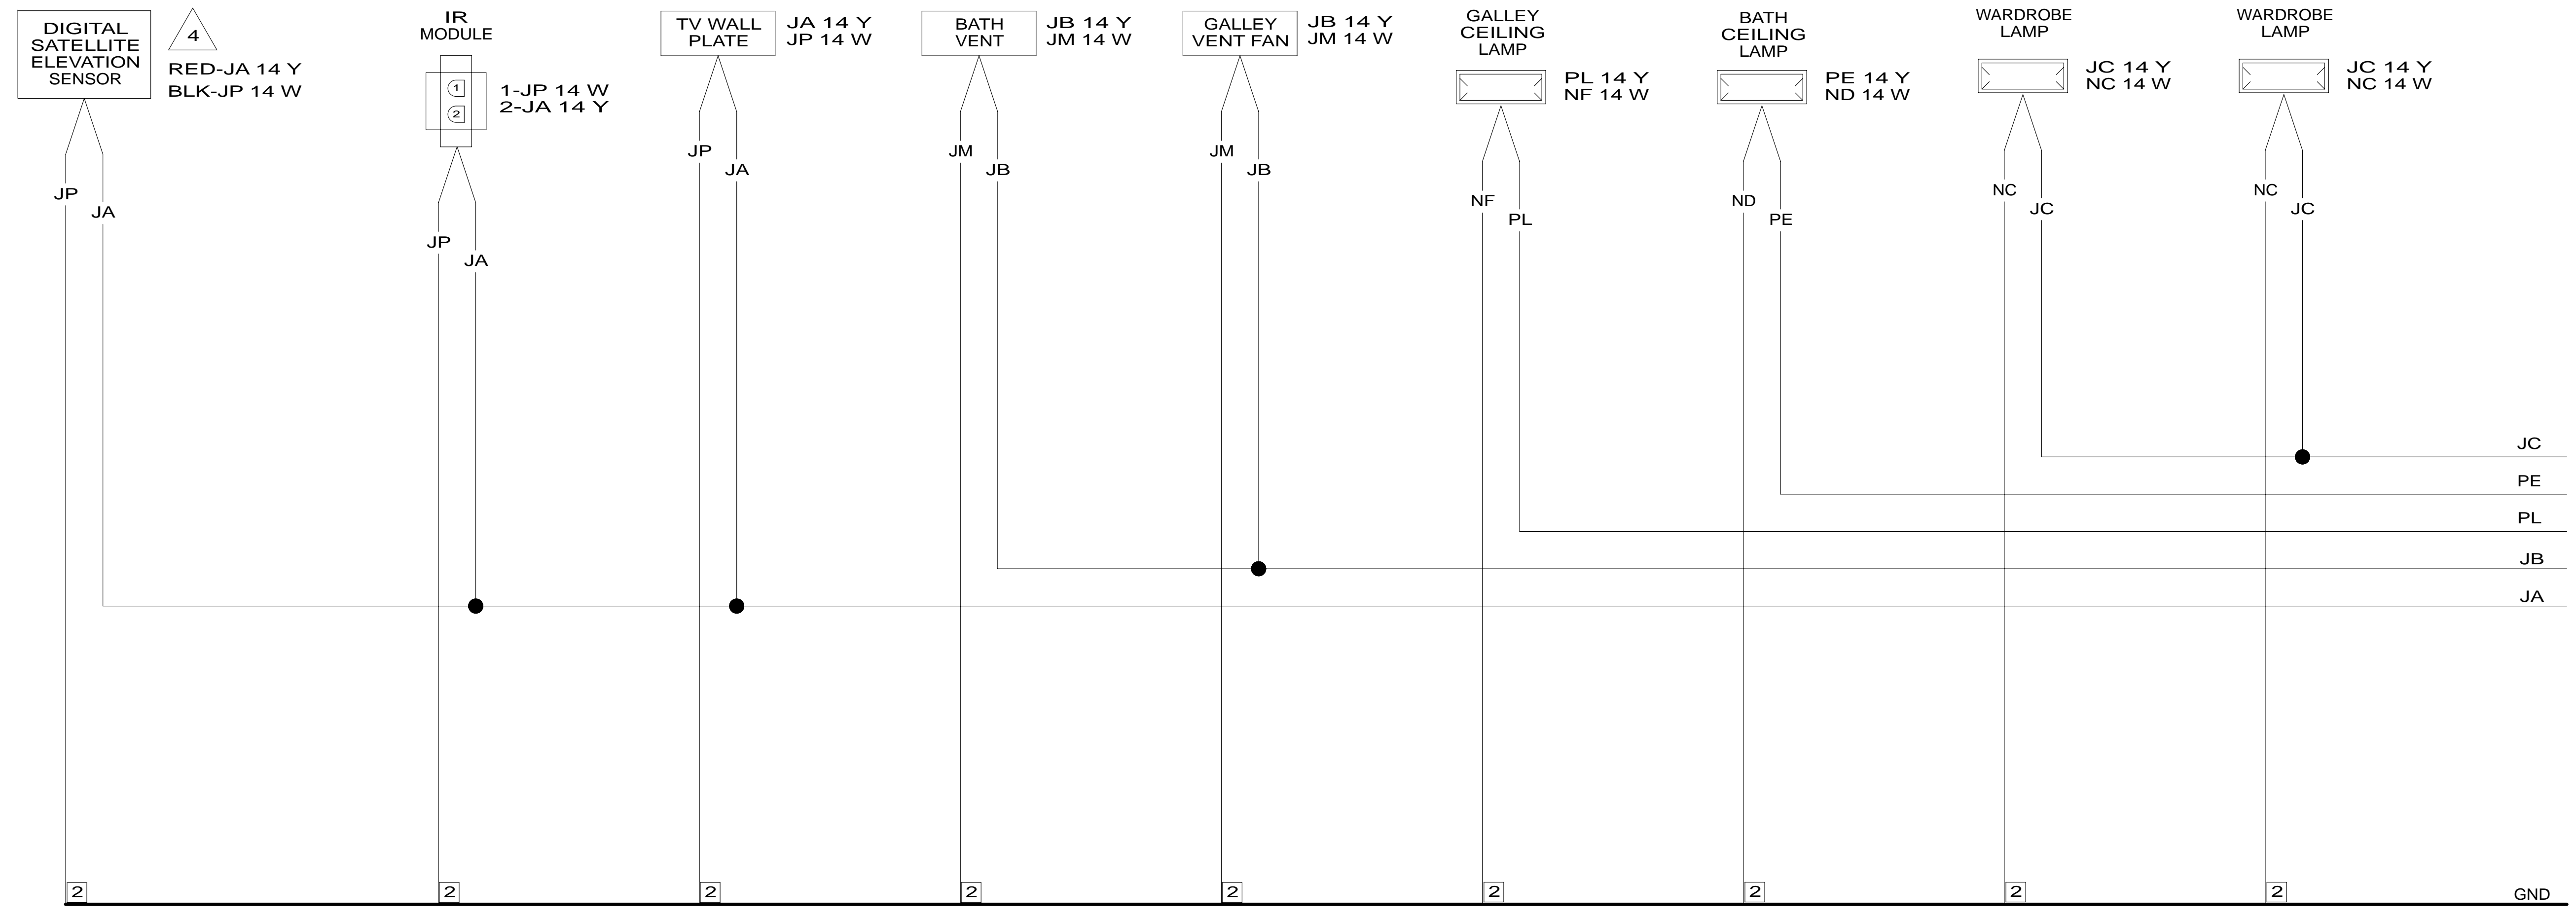 DIGITAL
SATELLITE
ELEVATION
SENSOR
4
RED-JA 14 Y
BLK-JP 14 W
JP
JA
IR
MODULE
1
2
1-JP 14 W
2-JA 14 Y
JP
JA
TV WALL
PLATE
JA 14 Y
JP 14 W
JP
JA
BATH
VENT
JB 14 Y
JM 14 W
JM
JB
GALLEY
VENT FAN
JB 14 Y
JM 14 W
JM
JB
GALLEY
CEILING
LAMP
PL 14 Y
NF 14 W
NF
PL
BATH
CEILING
LAMP
PE 14 Y
ND 14 W
ND
PE
WARDROBE
LAMP
JC 14 Y
NC 14 W
NC
JC
WARDROBE
LAMP
JC 14 Y
NC 14 W
NC
JC
JC
PE
PL
JB
JA
2
2
2
2
2
2
2
2
2
GND